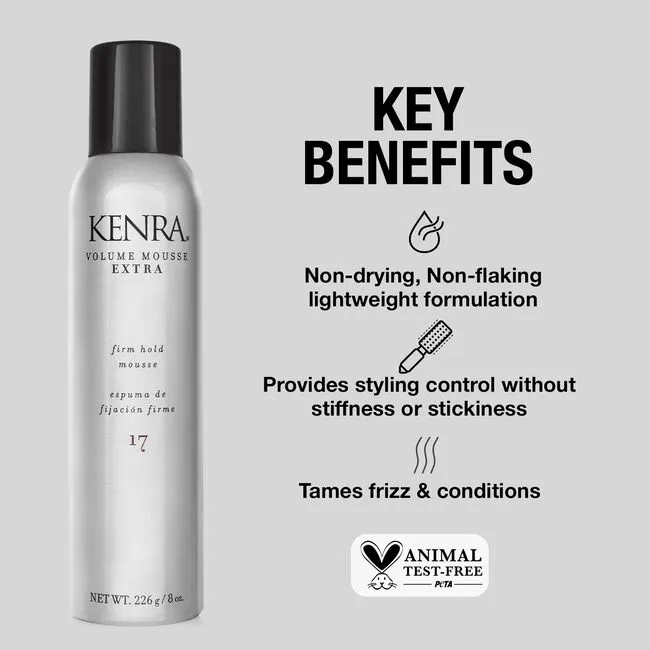 KENRA®
VOLUME MOUSSE
EXTRA
firm hold
mousse
espuma de
fijación firme
17
NET WT. 226 g / 8 oz.
KEY
BENEFITS
Non-drying, Non-flaking
lightweight formulation
Provides styling control without
stiffness or stickiness
Tames frizz & conditions
ANIMAL
TEST-FREE
PETA